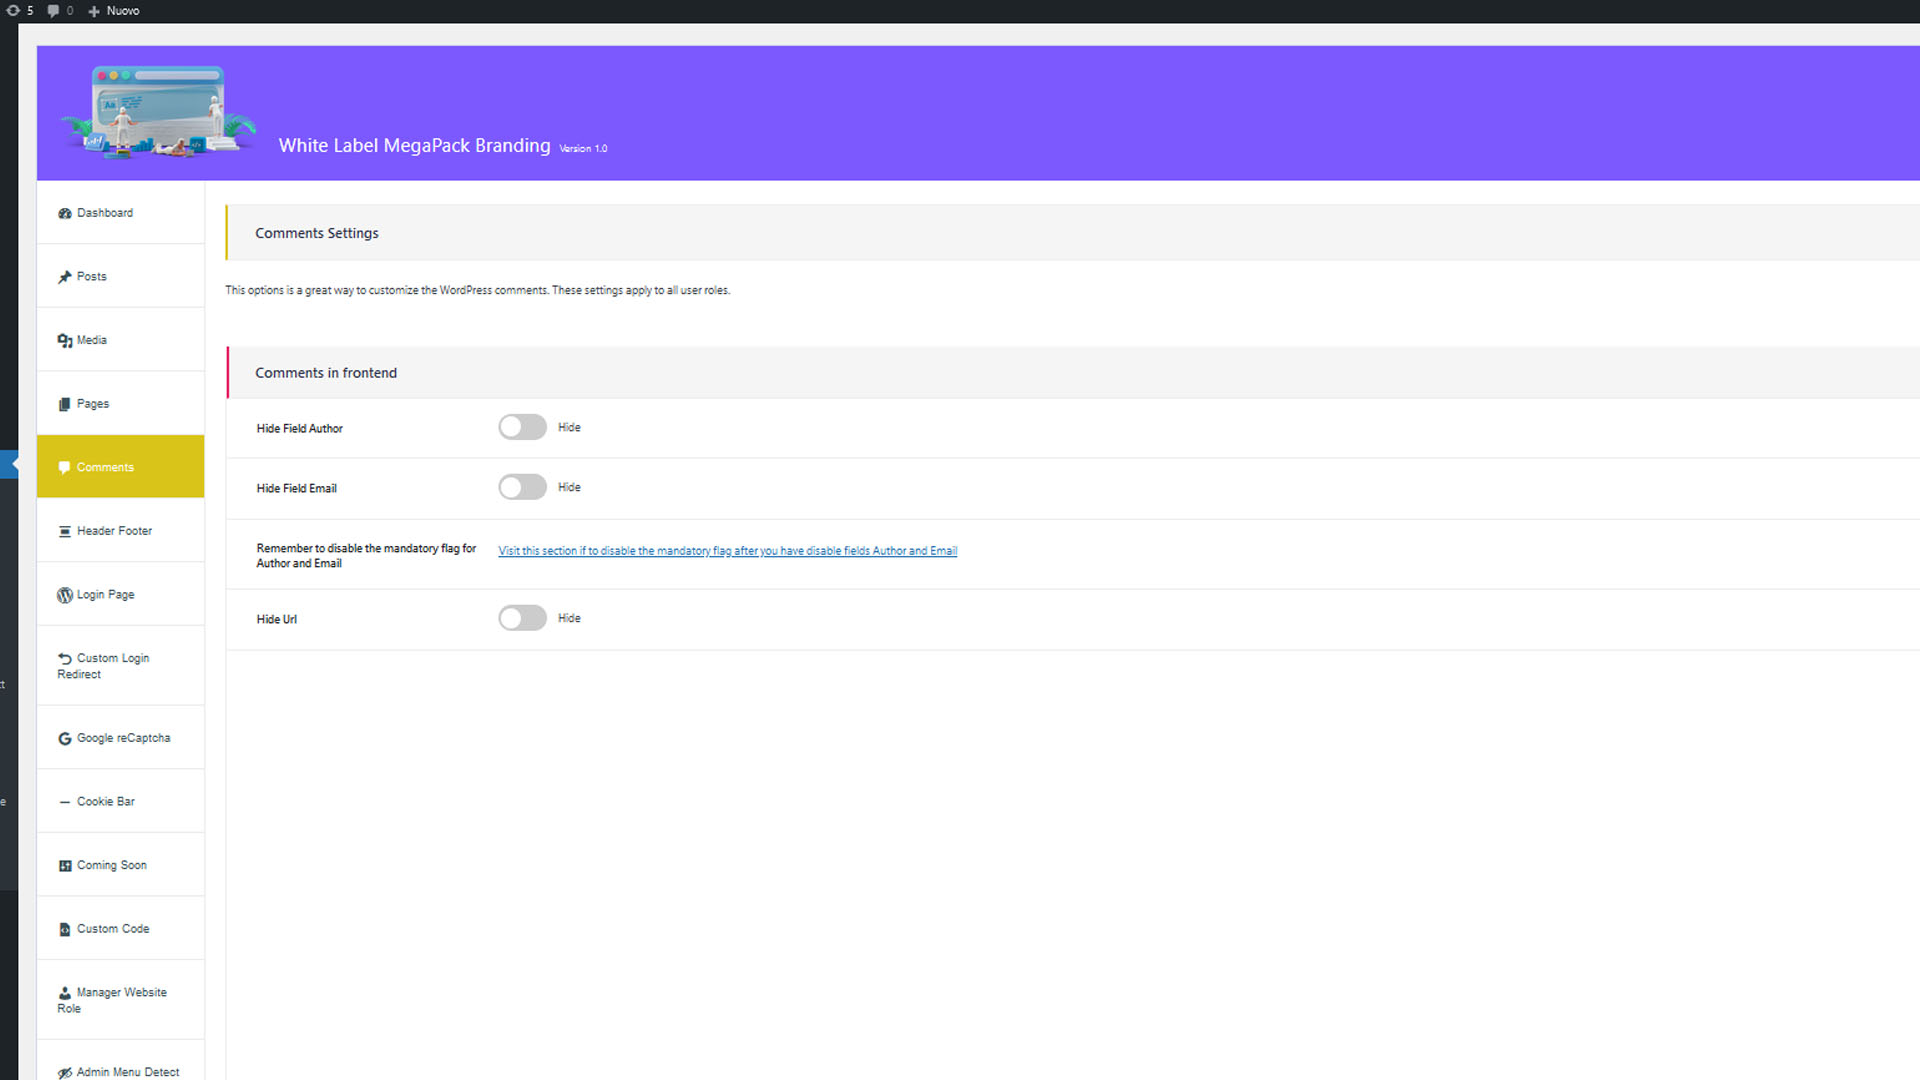 5 0 Nuovo
Aa
White Label MegaPack Branding Version 1.0
Dashboard
Posts
Media
Pages
Comments
Header Footer
Login Page
Custom Login
Redirect
Google reCaptcha
Cookie Bar
Coming Soon
Custom Code
Manager Website
Role
Admin Menu Detect
Comments Settings
This options is a great way to customize the WordPress comments. These settings apply to all user roles.
Comments in frontend
Hide Field Author Hide
Hide Field Email Hide
Remember to disable the mandatory flag for
Author and Email
Visit this section if to disable the mandatory flag after you have disable fields Author and Email
Hide Url Hide